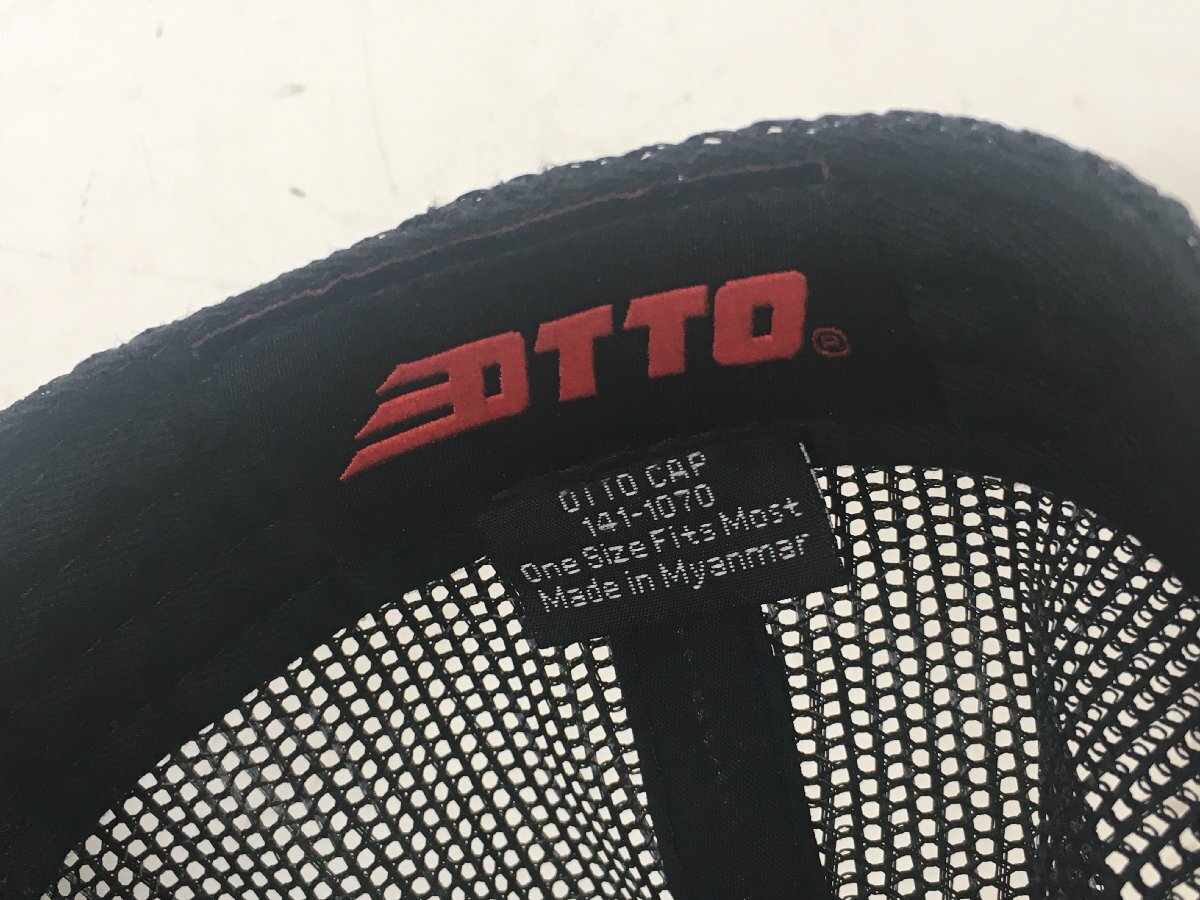 OTTO®
OTTO CAP
141-1070
One Size Fits Most
Made in Myanmar